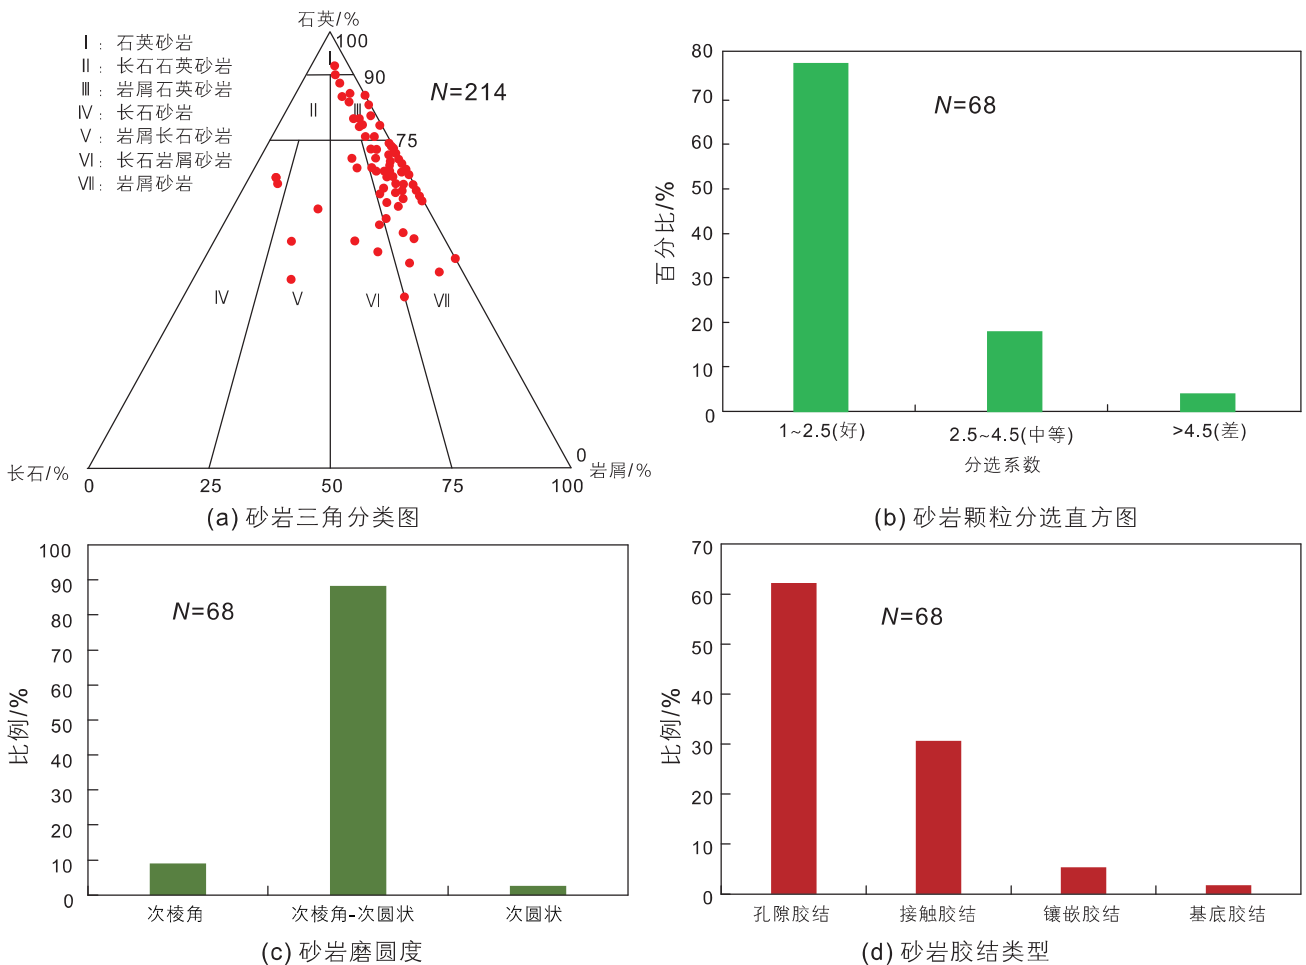 石英/%
Ⅰ：石英砂岩
Ⅱ：长石石英砂岩
Ⅲ：岩屑石英砂岩
Ⅳ：长石砂岩
Ⅴ：岩屑长石砂岩
Ⅵ：长石岩屑砂岩
Ⅶ：岩屑砂岩
100
90
75
N=214
Ⅰ
Ⅱ
Ⅲ
Ⅳ
Ⅴ
Ⅵ
Ⅶ
0
长石/%
岩屑/%
0 25 50 75 100
(a) 砂岩三角分类图
80
70
60
50
40
30
20
10
0
百分比/%
N=68
1~2.5(好) 2.5~4.5(中等) >4.5(差)
分选系数
(b) 砂岩颗粒分选直方图
100
90
80
70
60
50
40
30
20
10
0
比例/%
N=68
次棱角 次棱角-次圆状 次圆状
(c) 砂岩磨圆度
70
60
50
40
30
20
10
0
比例/%
N=68
孔隙胶结 接触胶结 镶嵌胶结 基底胶结
(d) 砂岩胶结类型